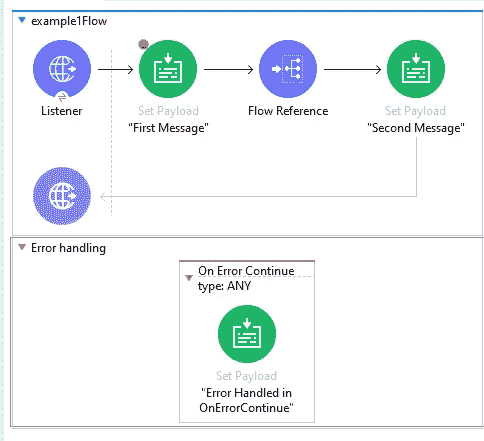 example1Flow
Listener
Set Payload
"First Message"
Flow Reference
Set Payload
"Second Message"
Error handling
On Error Continue
type: ANY
Set Payload
"Error Handled in
OnErrorContinue"